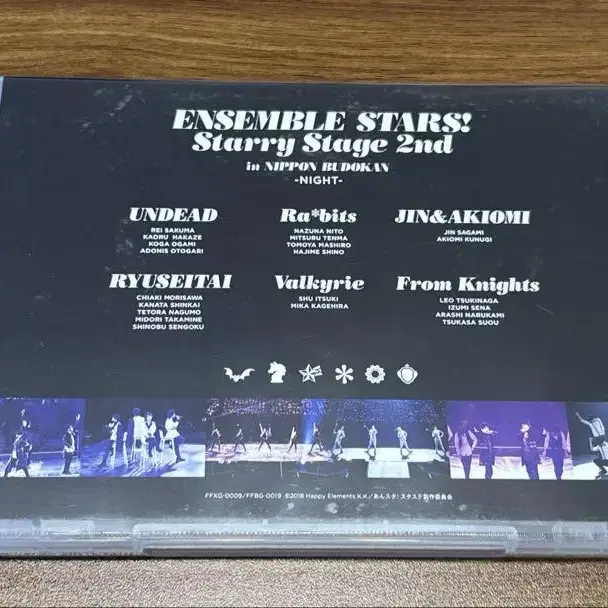 ENSEMBLE STARS!
Starry Stage 2nd
in NIPPON BUDOKAN
-NIGHT-
UNDEAD
REI SAKUMA
KAORU HAKAZE
KOGA OGAMI
ADONIS OTOGARI
Ra*bits
NAZUNA NITO
MITSURU TENMA
TOMOYA MASHIRO
HAJIME SHINO
JIN&AKIOMI
JIN SAGAMI
AKIOMI KUNUGI
RYUSEITAI
CHIAKI MORISAWA
KANATA SHINKAI
TETORA NAGUMO
MIDORI TAKAMINE
SHINOBU SENGOKU
Valkyrie
SHU ITSUKI
MIKA KAGEHIRA
From Knights
LEO TSUKINAGA
IZUMI SENA
ARASHI NARUKAMI
TSUKASA SUOU
FFXG-0009/FFBG-0019 ©2018 Happy Elements K.K/あんスタ!スタステ製作委員会